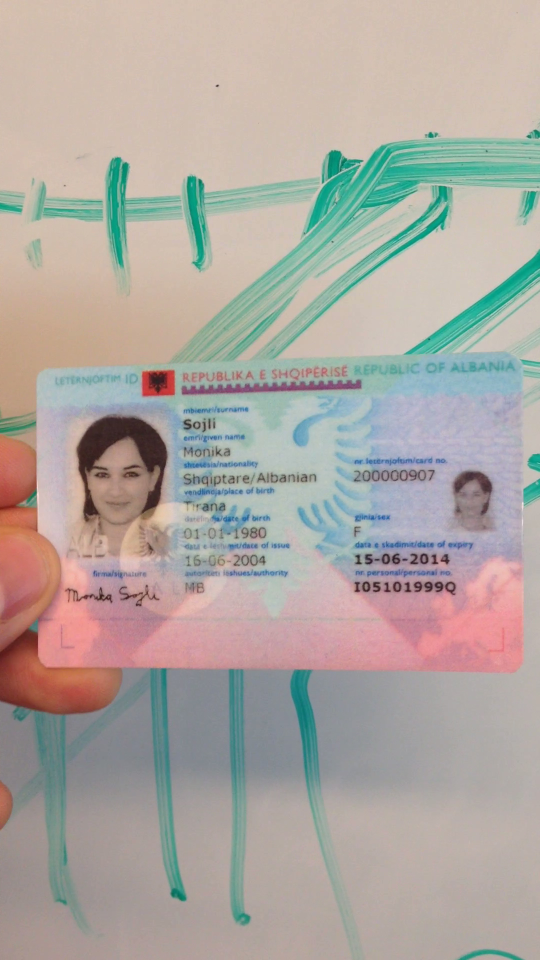 LETËRNJOFTIM ID REPUBLIKA E SHQIPËRISË REPUBLIC OF ALBANIA
mbiemri/surname
Sojli
emri/given name
Monika
shtetësia/nationality
Shqiptare/Albanian
nr. letërnjoftim/card no.
200000907
vendlindja/place of birth
Tirana
datëlindja/date of birth
01-01-1980
gjinia/sex
F
data e lëshimit/date of issue
16-06-2004
data e skadimit/date of expiry
15-06-2014
autoriteti lëshues/authority
MB
nr. personal/personal no.
I05101999Q
ALB
firma/signature
Monika Sojli